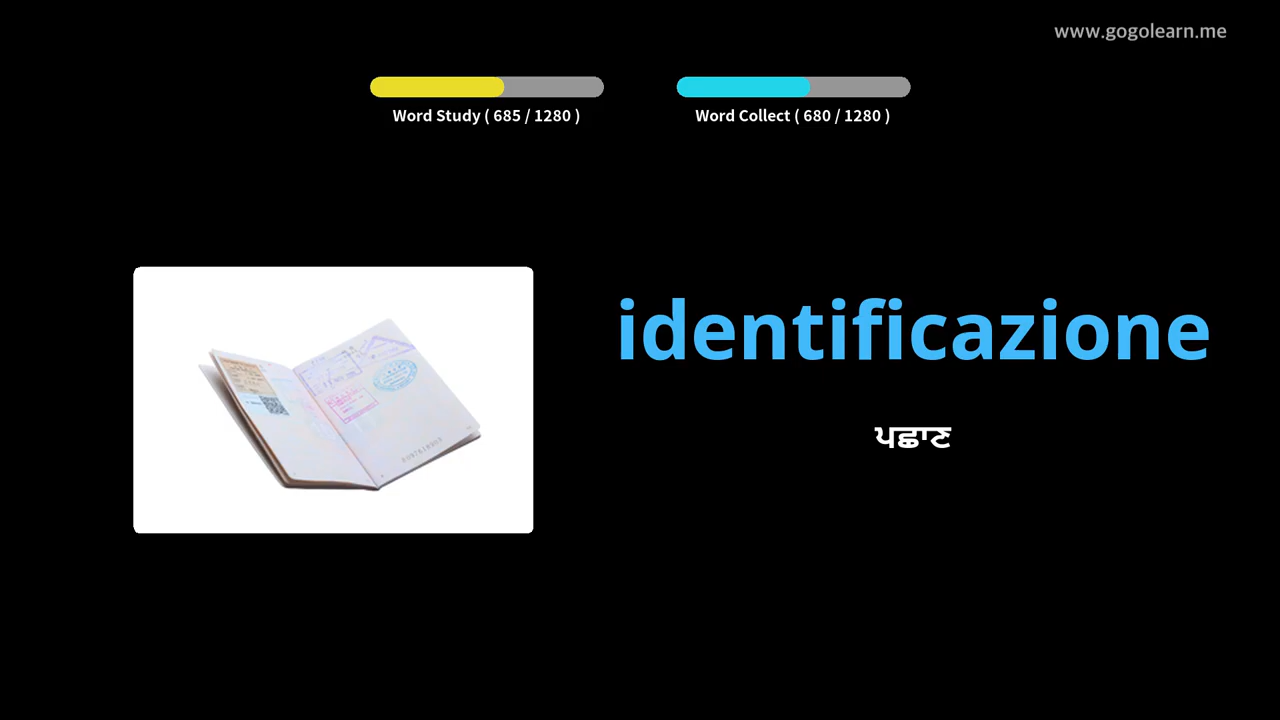 www.gogolearn.me
Word Study ( 685 / 1280 )
Word Collect ( 680 / 1280 )
identificazione
ਪਛਾਣ